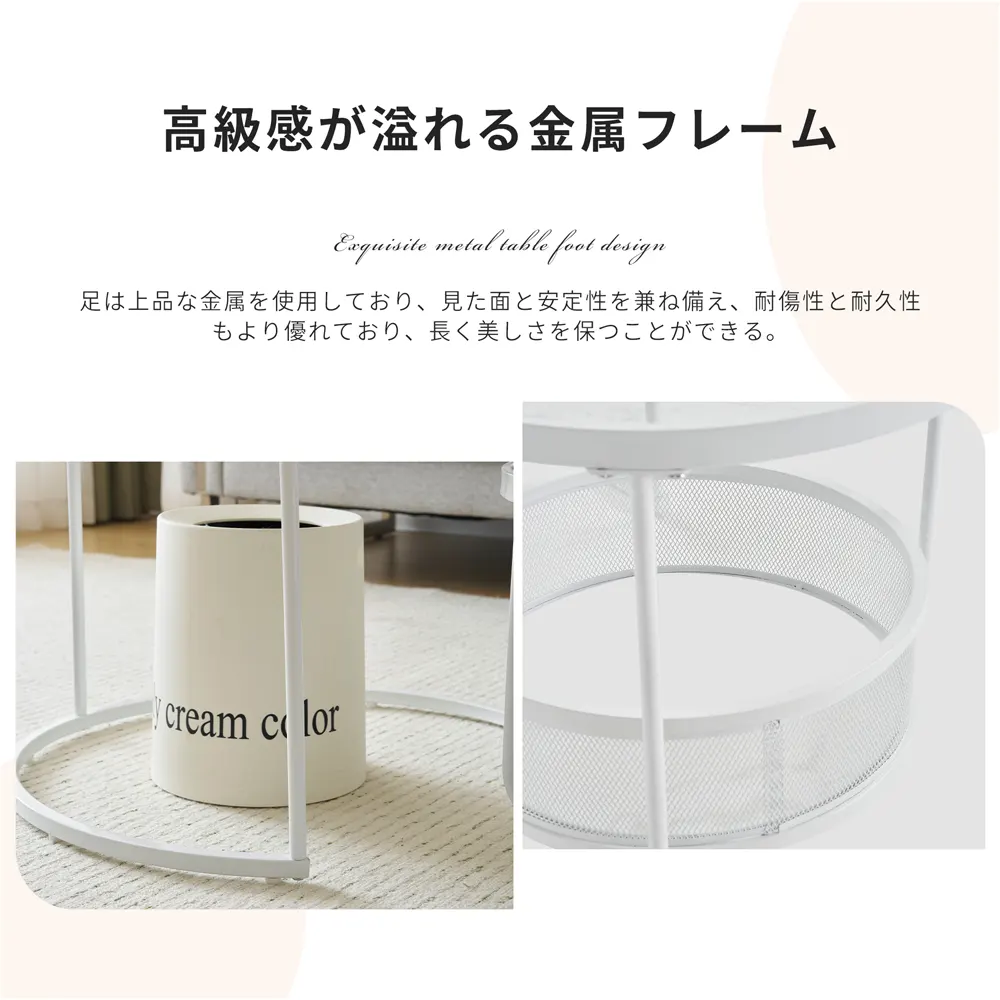 高級感が溢れる金属フレーム
Exquisite metal table foot design
足は上品な金属を使用しており、見た面と安定性を兼ね備え、耐傷性と耐久性
もより優れており、長く美しさを保つことができる。
y cream color